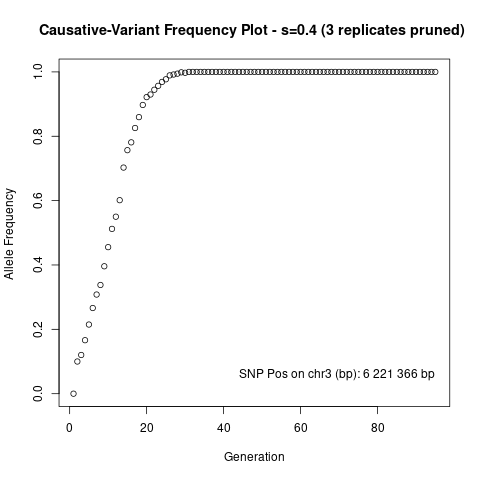 Causative-Variant Frequency Plot - s=0.4 (3 replicates pruned)
Allele Frequency
1.0
0.8
0.6
0.4
0.2
0.0
SNP Pos on chr3 (bp): 6 221 366 bp
0 20 40 60 80
Generation